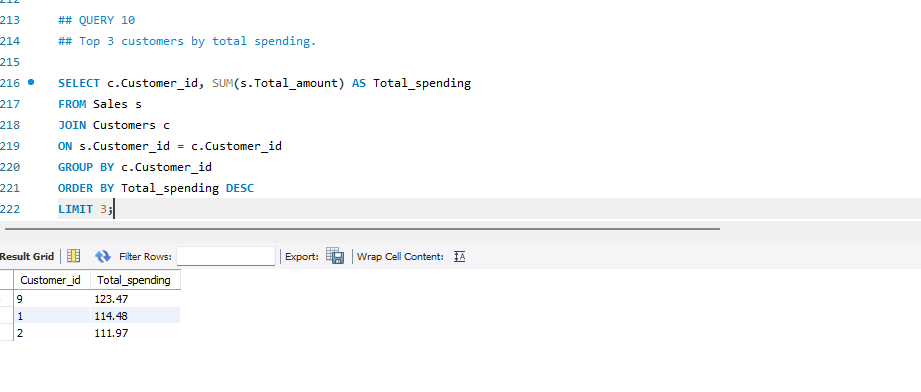 212
213 ## QUERY 10
214 ## Top 3 customers by total spending.
215
216 SELECT c.Customer_id, SUM(s.Total_amount) AS Total_spending
217 FROM Sales s
218 JOIN Customers c
219 ON s.Customer_id = c.Customer_id
220 GROUP BY c.Customer_id
221 ORDER BY Total_spending DESC
222 LIMIT 3;
Result Grid Filter Rows: Export: Wrap Cell Content: IA
Customer_id Total_spending
9 123.47
1 114.48
2 111.97